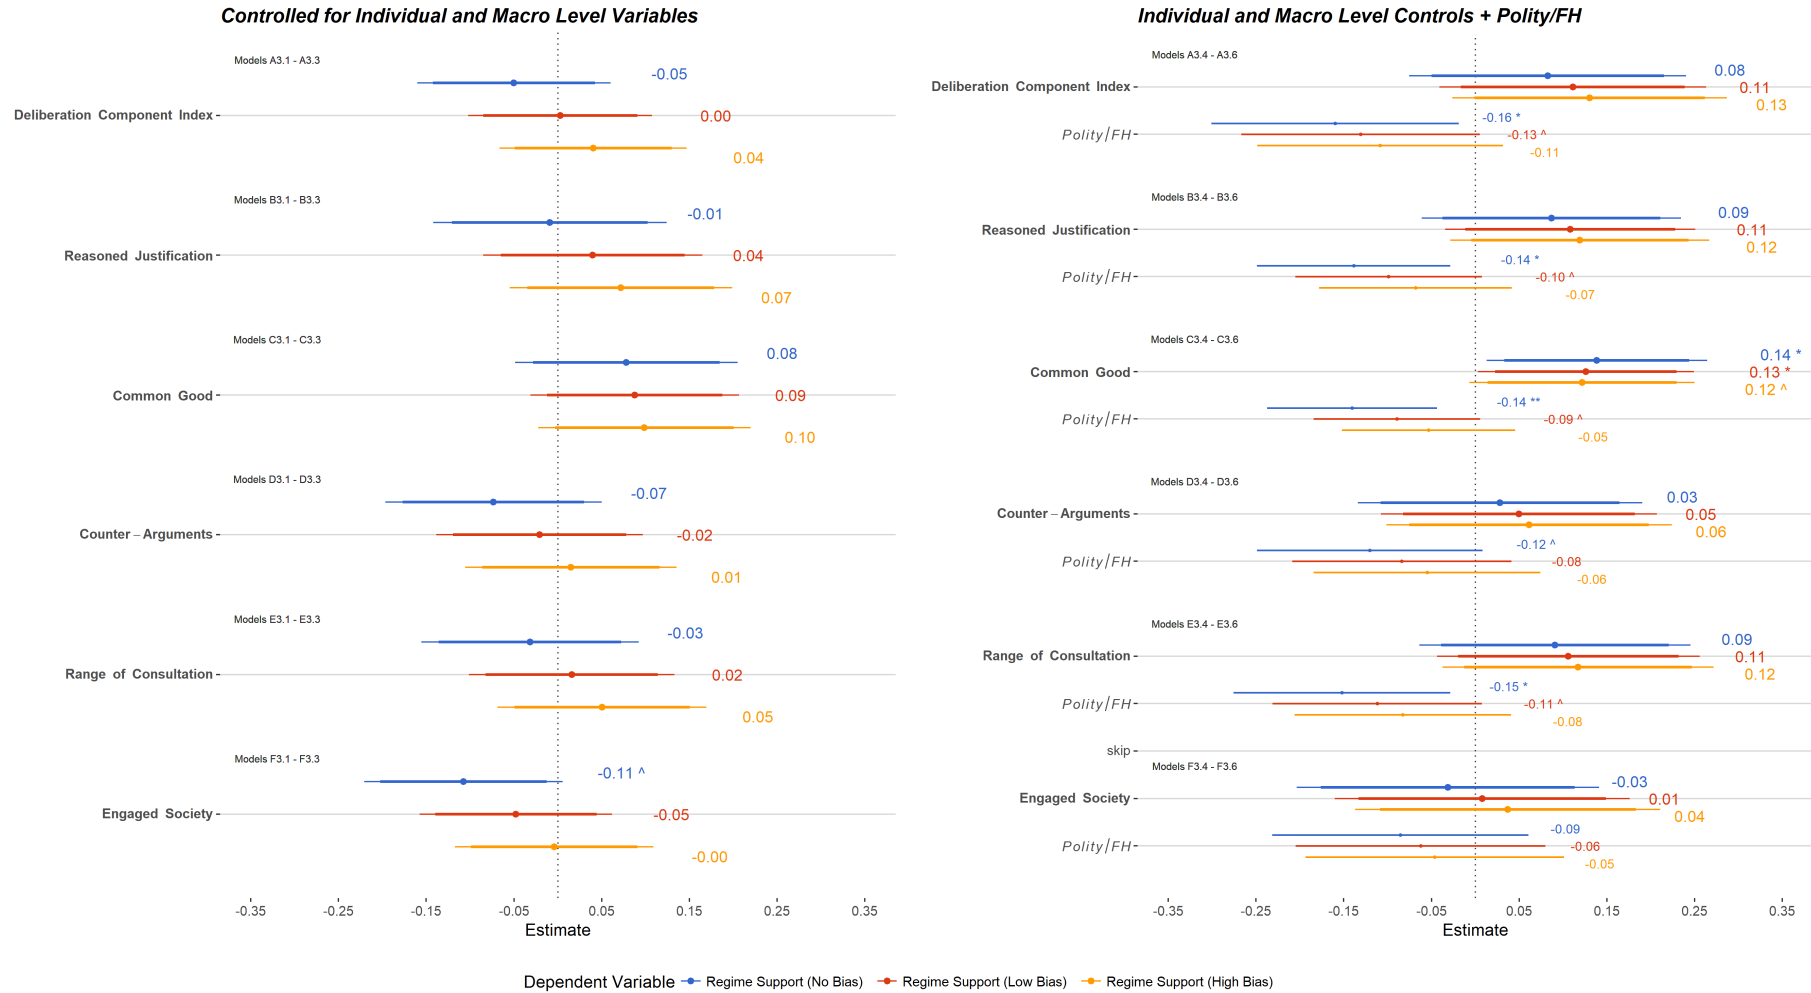 Controlled for Individual and Macro Level Variables
Models A3.1 - A3.3
-0.05
Deliberation Component Index
0.00
0.04
Models B3.1 - B3.3
-0.01
Reasoned Justification
0.04
0.07
Models C3.1 - C3.3
0.08
Common Good
0.09
0.10
Models D3.1 - D3.3
-0.07
Counter–Arguments
-0.02
0.01
Models E3.1 - E3.3
-0.03
Range of Consultation
0.02
0.05
Models F3.1 - F3.3
-0.11 ^
Engaged Society
-0.05
-0.00
-0.35 -0.25 -0.15 -0.05 0.05 0.15 0.25 0.35
Estimate
Individual and Macro Level Controls + Polity/FH
Models A3.4 - A3.6
0.08
Deliberation Component Index
0.11
0.13
-0.16 *
Polity/FH
-0.13 ^
-0.11
Models B3.4 - B3.6
0.09
Reasoned Justification
0.11
0.12
-0.14 *
Polity/FH
-0.10 ^
-0.07
Models C3.4 - C3.6
0.14 *
Common Good
0.13 *
0.12 ^
-0.14 **
Polity/FH
-0.09 ^
-0.05
Models D3.4 - D3.6
0.03
Counter–Arguments
0.05
0.06
-0.12 ^
Polity/FH
-0.08
-0.06
Models E3.4 - E3.6
0.09
Range of Consultation
0.11
0.12
-0.15 *
Polity/FH
-0.11 ^
-0.08
skip
Models F3.4 - F3.6
-0.03
Engaged Society
0.01
0.04
-0.09
Polity/FH
-0.06
-0.05
-0.35 -0.25 -0.15 -0.05 0.05 0.15 0.25 0.35
Estimate
Dependent Variable Regime Support (No Bias) Regime Support (Low Bias) Regime Support (High Bias)